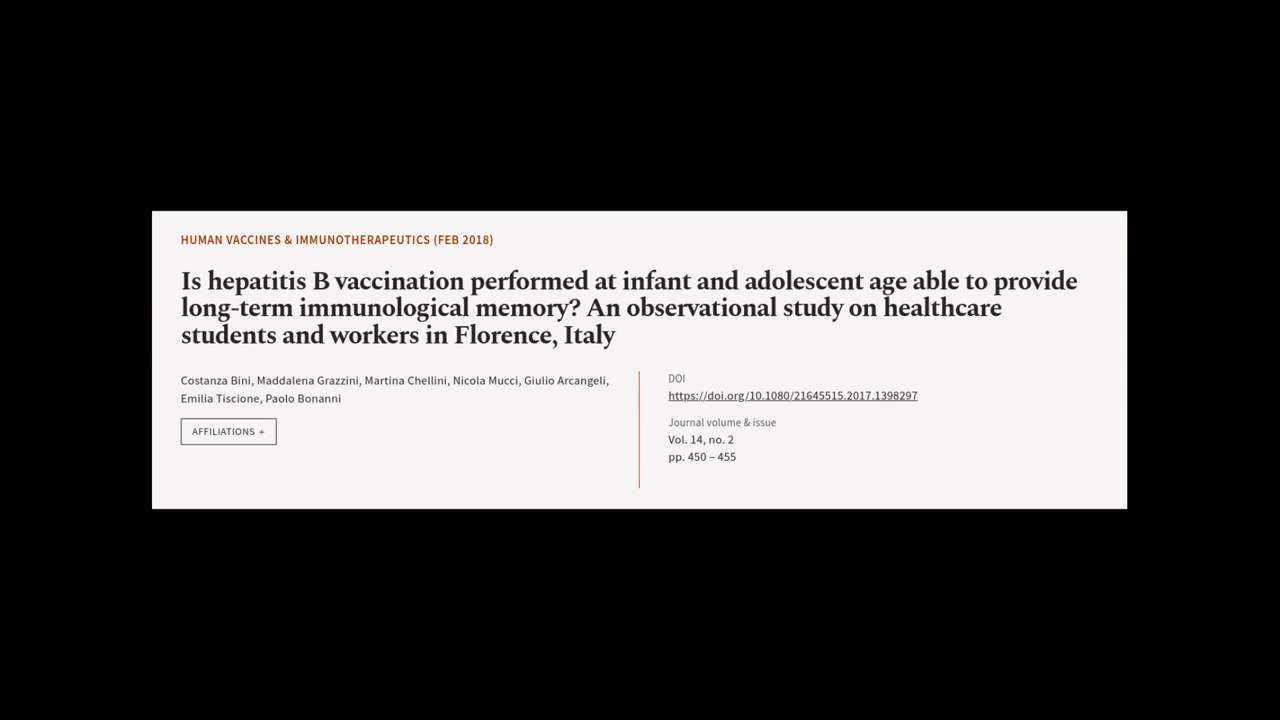 HUMAN VACCINES & IMMUNOTHERAPEUTICS (FEB 2018)
Is hepatitis B vaccination performed at infant and adolescent age able to provide
long-term immunological memory? An observational study on healthcare
students and workers in Florence, Italy
Costanza Bini, Maddalena Grazzini, Martina Chellini, Nicola Mucci, Giulio Arcangeli,
Emilia Tiscione, Paolo Bonanni
AFFILIATIONS +
DOI
https://doi.org/10.1080/21645515.2017.1398297
Journal volume & issue
Vol. 14, no. 2
pp. 450 – 455